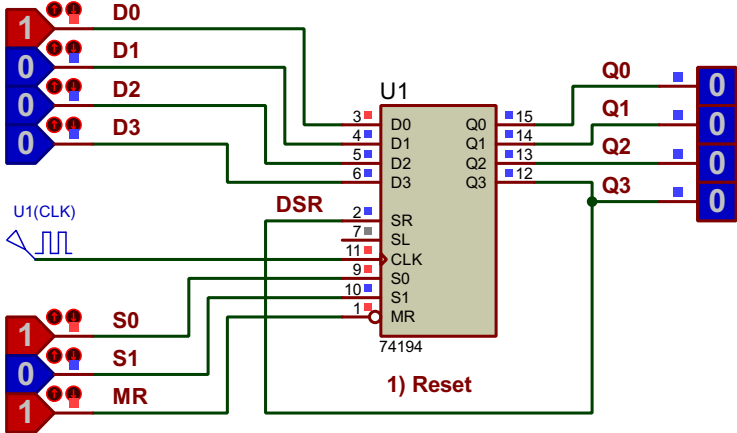 1 D0
0 D1
0 D2
0 D3
U1
3 D0 Q0 15
4 D1 Q1 14
5 D2 Q2 13
6 D3 Q3 12
2 SR
7 SL
11 CLK
9 S0
10 S1
1 MR
74194
Q0 0
Q1 0
Q2 0
Q3 0
DSR
U1(CLK)
1 S0
0 S1
1 MR
1) Reset